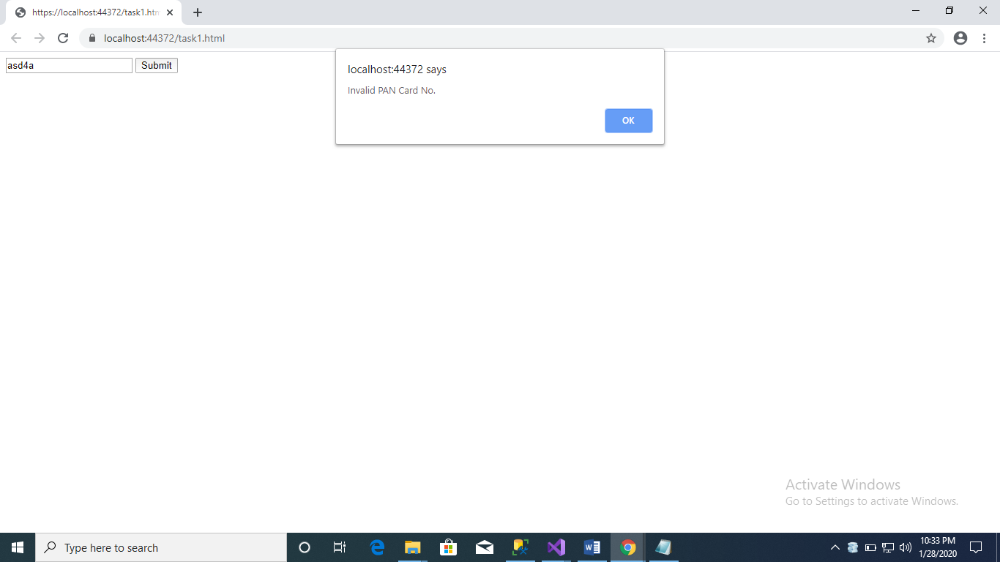 https://localhost:44372/task1.htm
localhost:44372/task1.html
asd4a Submit
localhost:44372 says
Invalid PAN Card No.
OK
Activate Windows
Go to Settings to activate Windows.
Type here to search
10:33 PM
1/28/2020